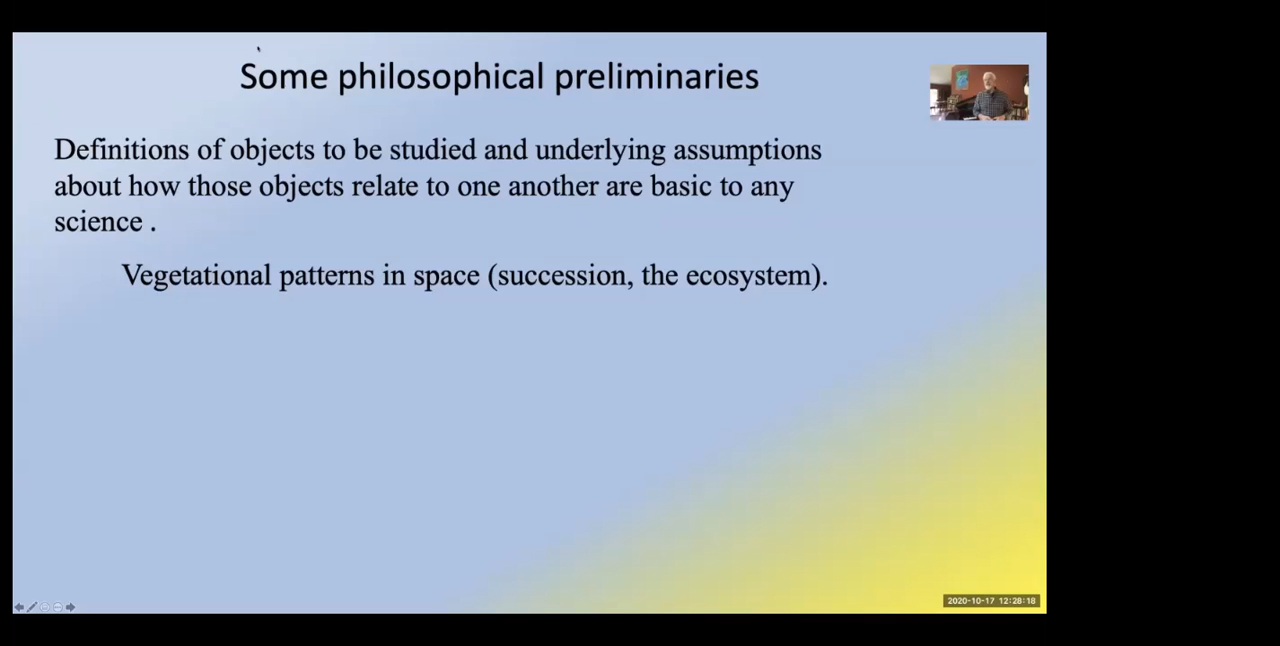 Some philosophical preliminaries
Definitions of objects to be studied and underlying assumptions
about how those objects relate to one another are basic to any
science .
Vegetational patterns in space (succession, the ecosystem).
2020-10-17 12:28:18